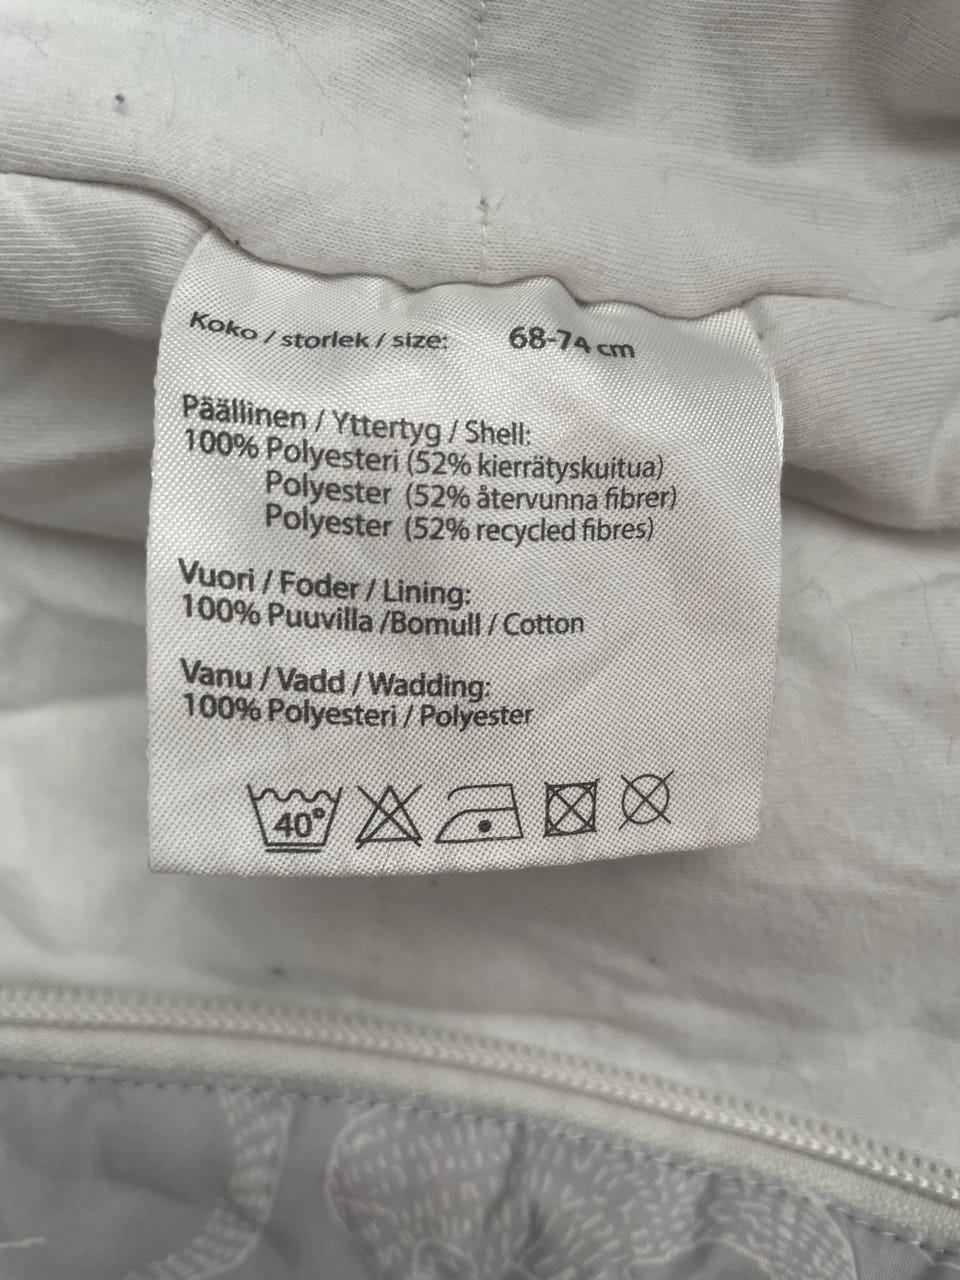 Koko / storlek / size: 68-74 cm
Päällinen / Yttertyg / Shell:
100% Polyesteri (52% kierrätyskuitua)
Polyester (52% återvunna fibrer)
Polyester (52% recycled fibres)
Vuori / Foder / Lining:
100% Puuvilla /Bomull / Cotton
Vanu / Vadd / Wadding:
100% Polyesteri / Polyester
40°